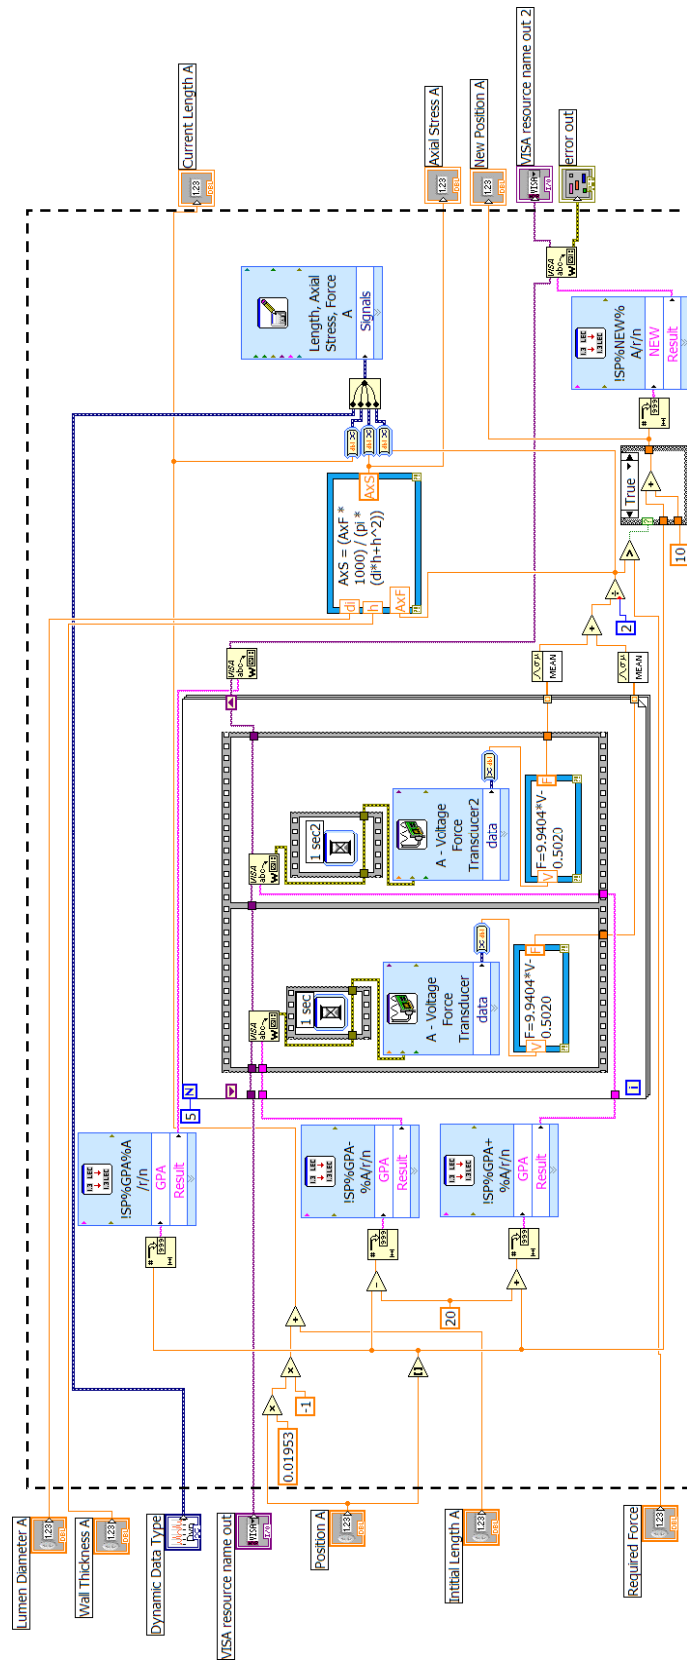 Lumen Diameter A
Wall Thickness A
Dynamic Data Type
VISA resource name out
Position A
Intitial Length A
Required Force
0.01953
-1
20
!SP%GPA%A
/r/n
GPA
Result
!SP%GPA-
%A/r/n
GPA
Result
!SP%GPA+
%A/r/n
GPA
Result
5
N
i
1 sec
A - Voltage
Force
Transducer
data
V
F=9.9404*V-
0.5020
F
1 sec2
A - Voltage
Force
Transducer2
data
V
F=9.9404*V-
0.5020
F
MEAN
MEAN
2
di
h
AxF
AxS = (AxF *
1000) / (pi *
(di*h+h^2))
AxS
Length, Axial
Stress, Force
A
Signals
True
10
!SP%NEW%
A/r/n
NEW
Result
Current Length A
Axial Stress A
New Position A
VISA resource name out 2
error out